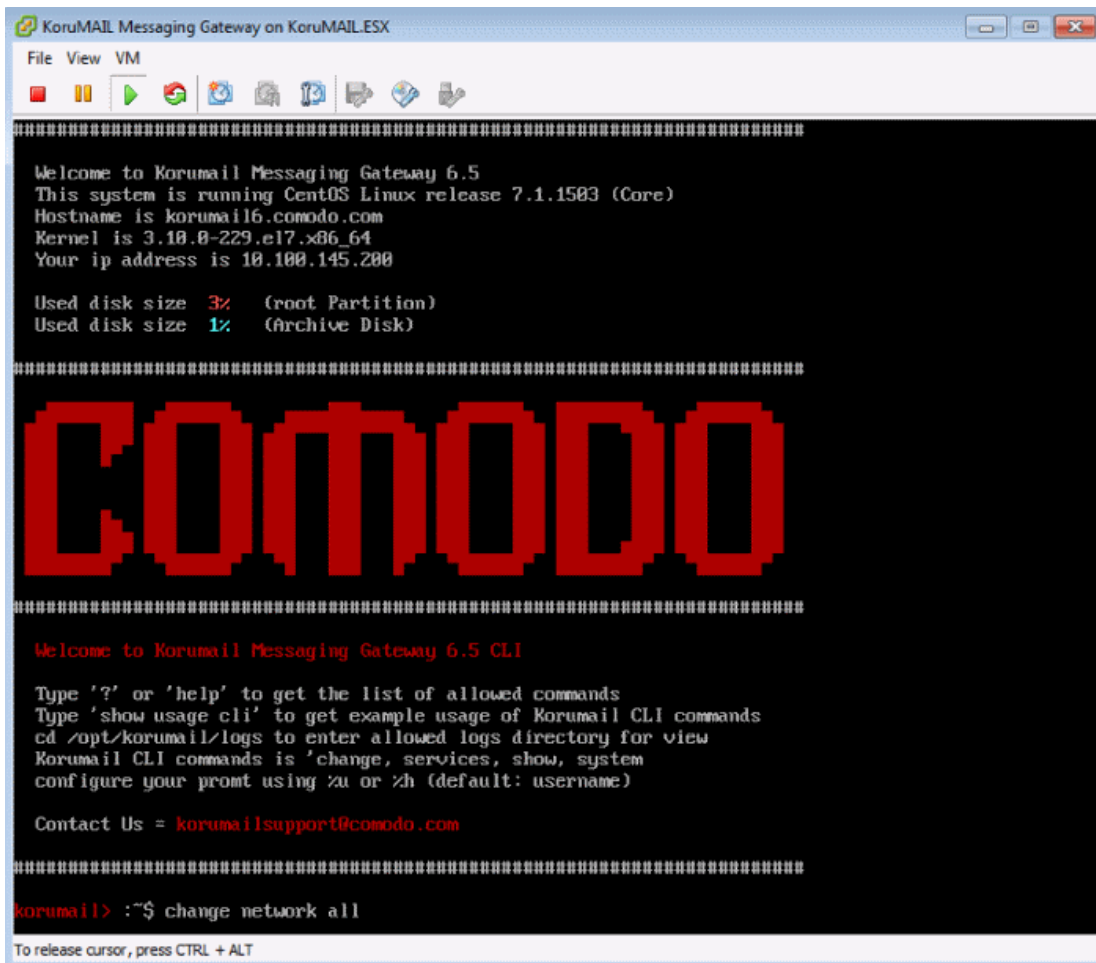 KoruMAIL Messaging Gateway on KoruMAIL.ESX
File View VM
#########################################################################
Welcome to Korumail Messaging Gateway 6.5
This system is running CentOS Linux release 7.1.1503 (Core)
Hostname is korumail6.comodo.com
Kernel is 3.10.0-229.el7.x86_64
Your ip address is 10.100.145.200
Used disk size 3% (root Partition)
Used disk size 1% (Archive Disk)
#########################################################################
COMODO
#########################################################################
Welcome to Korumail Messaging Gateway 6.5 CLI
Type '?' or 'help' to get the list of allowed commands
Type 'show usage cli' to get example usage of Korumail CLI commands
cd /opt/korumail/logs to enter allowed logs directory for view
Korumail CLI commands is 'change, services, show, system
configure your promt using %u or %h (default: username)
Contact Us = korumailsupport@comodo.com
#########################################################################
korumail> :~$ change network all
To release cursor, press CTRL + ALT